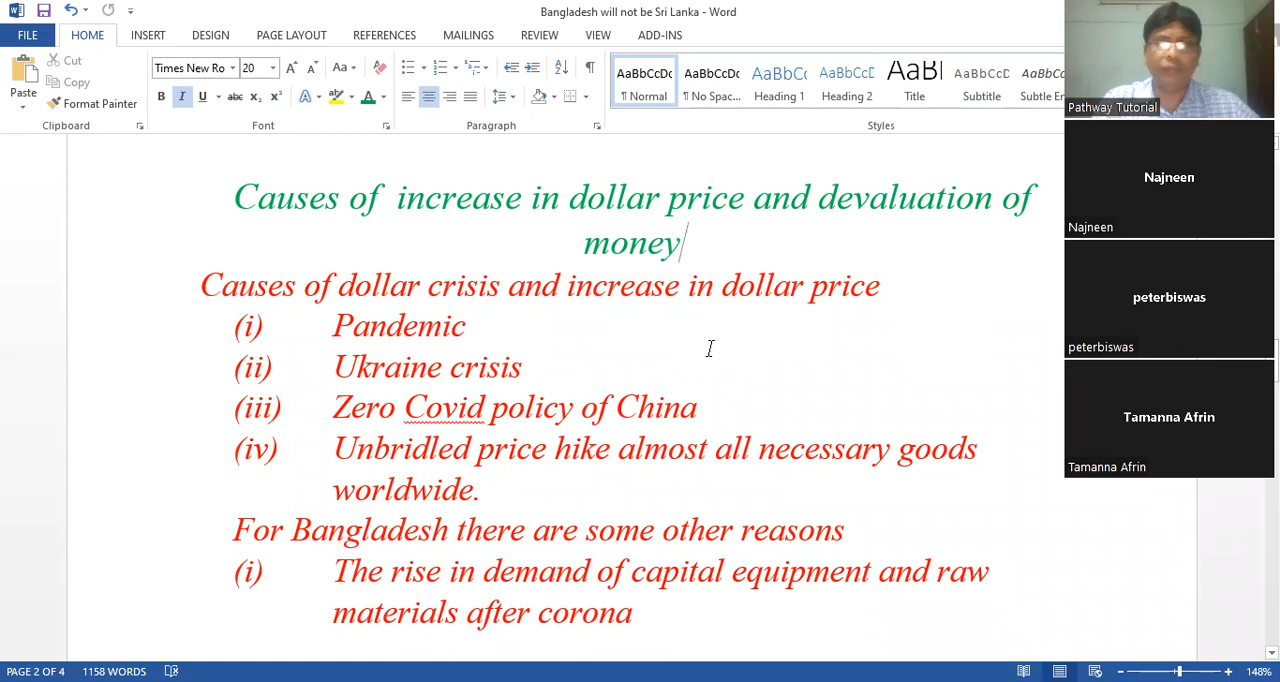 Bangladesh will not be Sri Lanka - Word
FILE HOME INSERT DESIGN PAGE LAYOUT REFERENCES MAILINGS REVIEW VIEW ADD-INS
Cut
Copy
Format Painter
Paste
Clipboard
Times New Ro 20
Font
Paragraph
AaBbCcDc AaBbCcDc AaBbCc AaBbCcC AaBl AaBbCcD AaBbCcD
¶ Normal ¶ No Spac... Heading 1 Heading 2 Title Subtitle Subtle Em
Styles
Causes of increase in dollar price and devaluation of
money
Causes of dollar crisis and increase in dollar price
(i) Pandemic
(ii) Ukraine crisis
(iii) Zero Covid policy of China
(iv) Unbridled price hike almost all necessary goods
worldwide.
For Bangladesh there are some other reasons
(i) The rise in demand of capital equipment and raw
materials after corona
Pathway Tutorial
Najneen
Najneen
peterbiswas
peterbiswas
Tamanna Afrin
Tamanna Afrin
PAGE 2 OF 4 1158 WORDS 148%